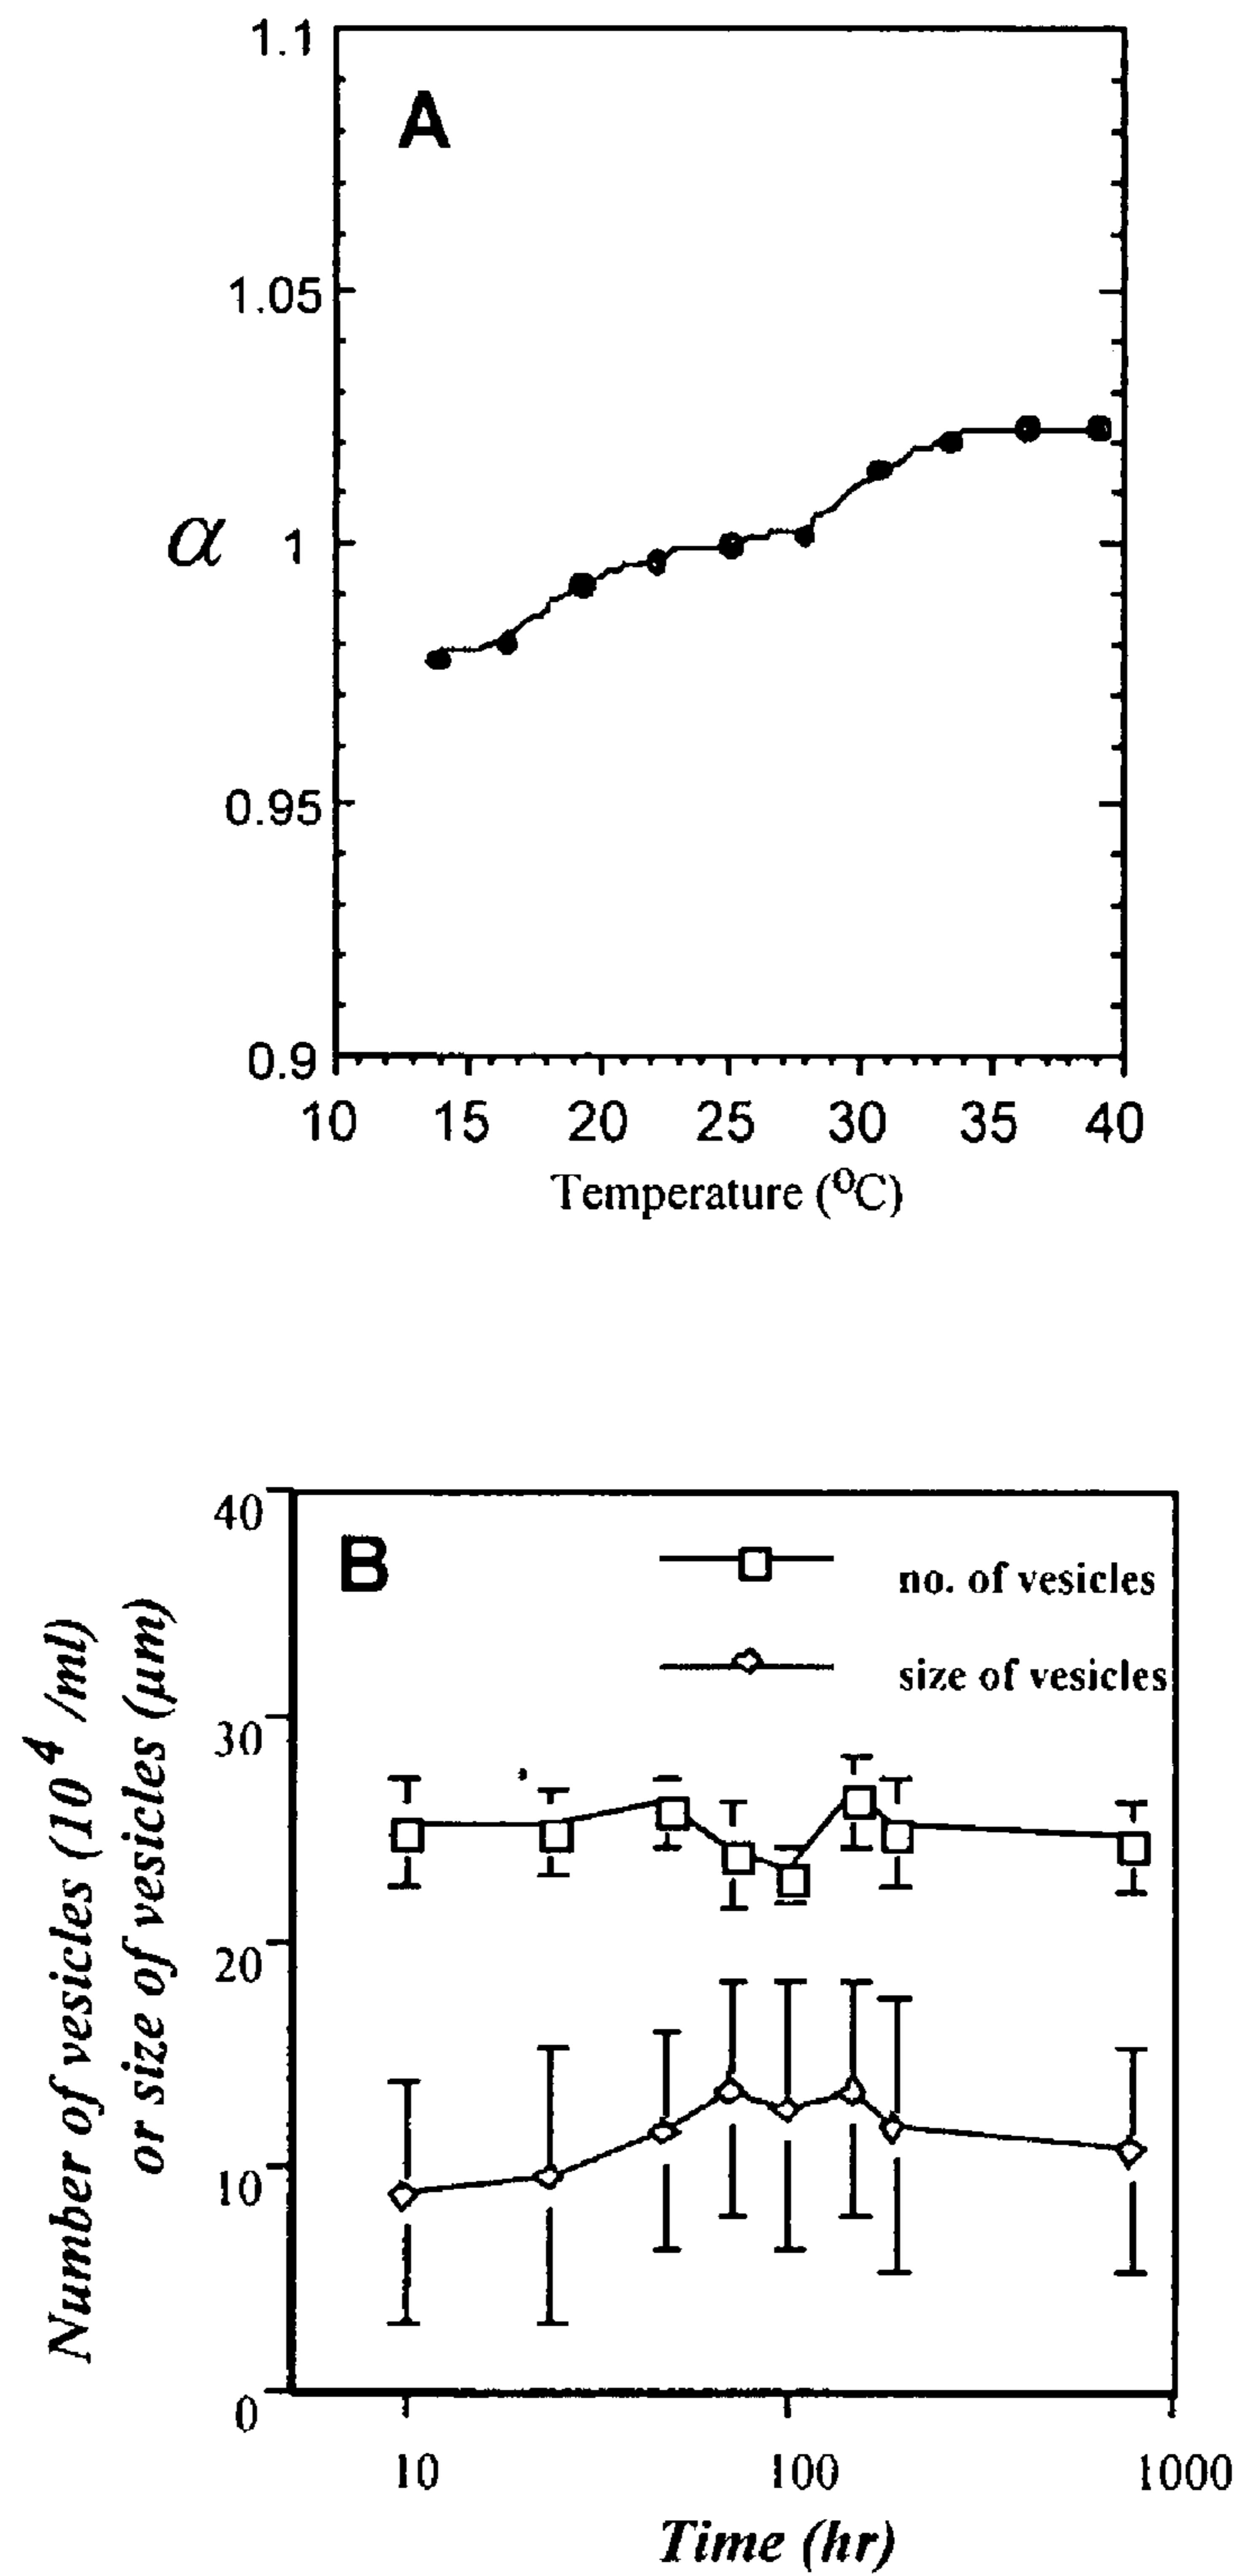 1.1
A
1.05
α 1
0.95
0.9
10 15 20 25 30 35 40
Temperature (⁰C)
40
B
no. of vesicles
size of vesicles
30
20
10
0
Number of vesicles (10⁴ /ml)
or size of vesicles (μm)
10 100 1000
Time (hr)